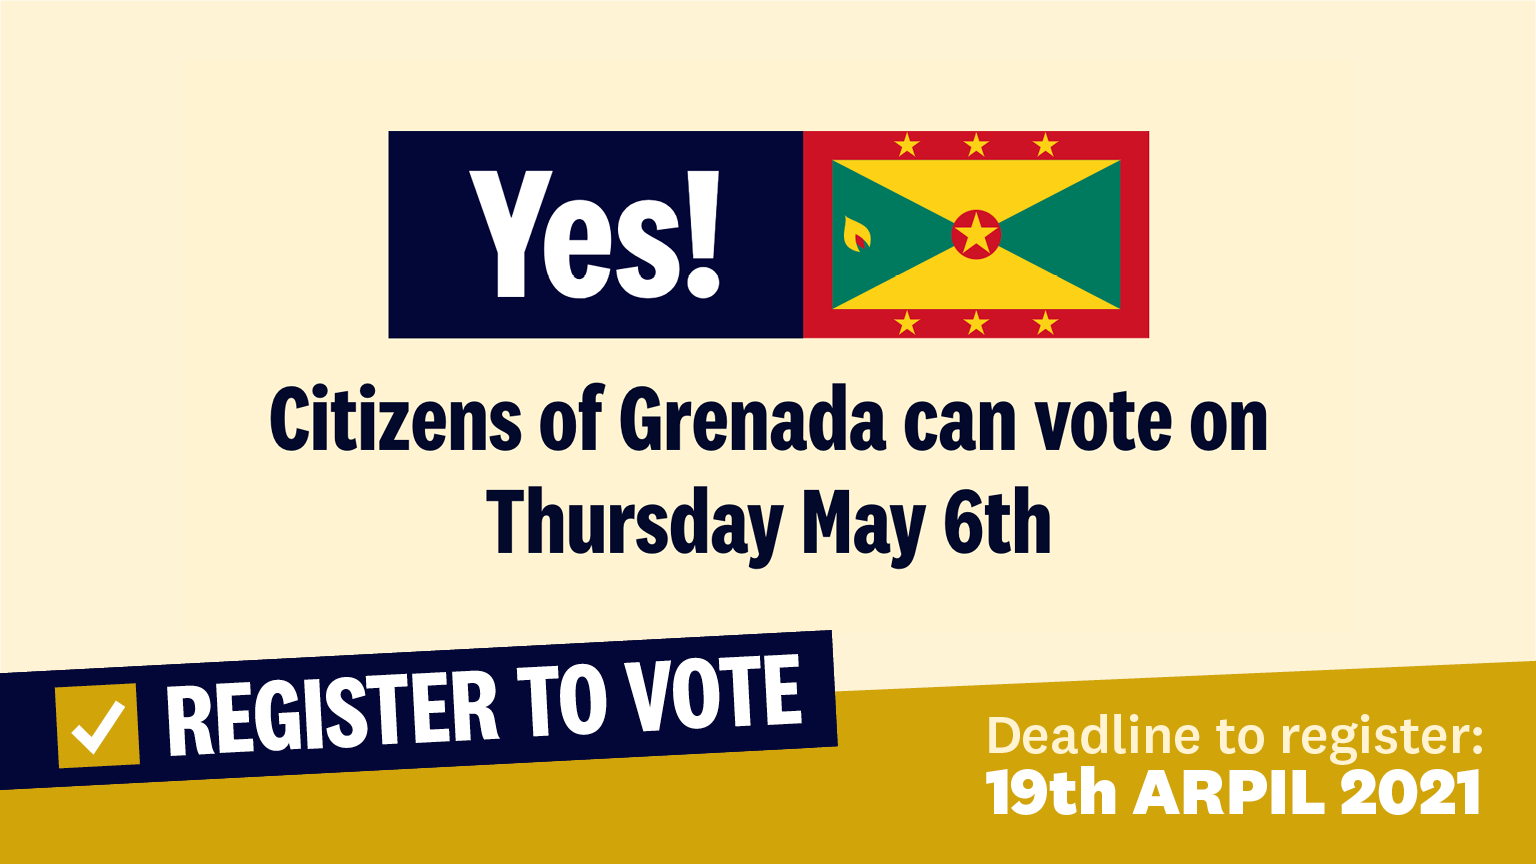 Yes!
Citizens of Grenada can vote on
Thursday May 6th
REGISTER TO VOTE
Deadline to register:
19th ARPIL 2021